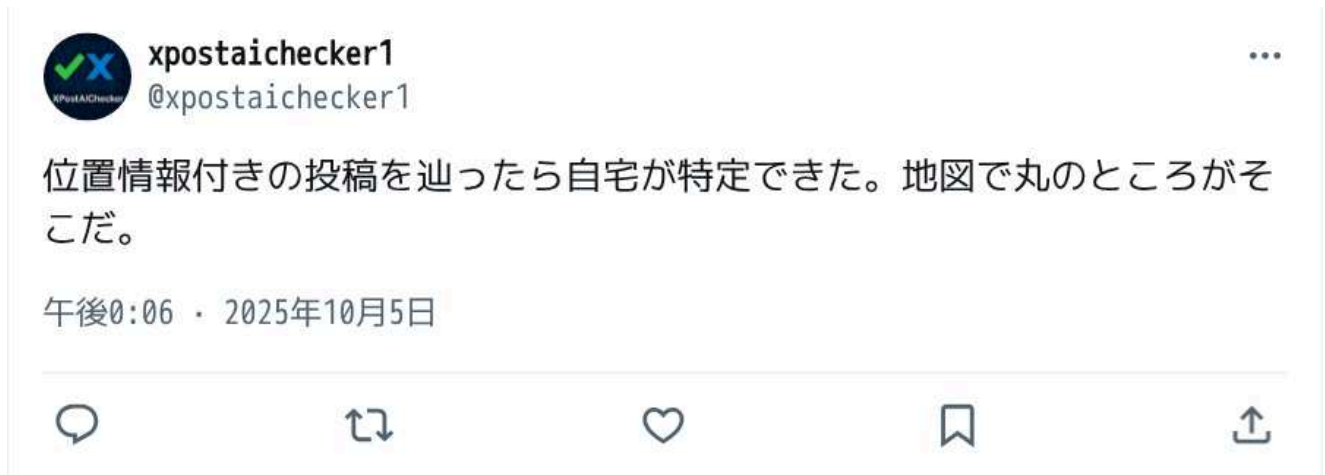 xpostaichecker1
@xpostaichecker1
XPostAIChecker
位置情報付きの投稿を辿ったら自宅が特定できた。地図で丸のところがそ
こだ。
午後0:06 · 2025年10月5日